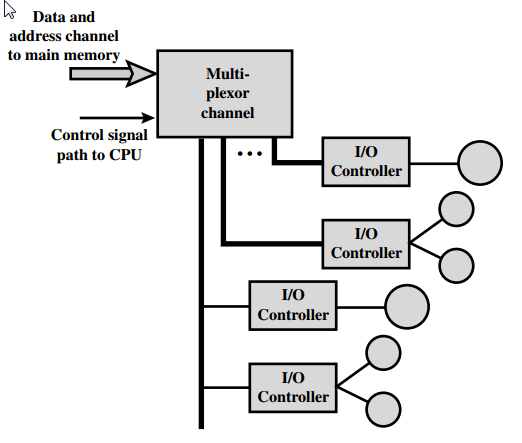 Data and
address channel
to main memory
Multi-
plexor
channel
Control signal
path to CPU
• • •
I/O
Controller
I/O
Controller
I/O
Controller
I/O
Controller